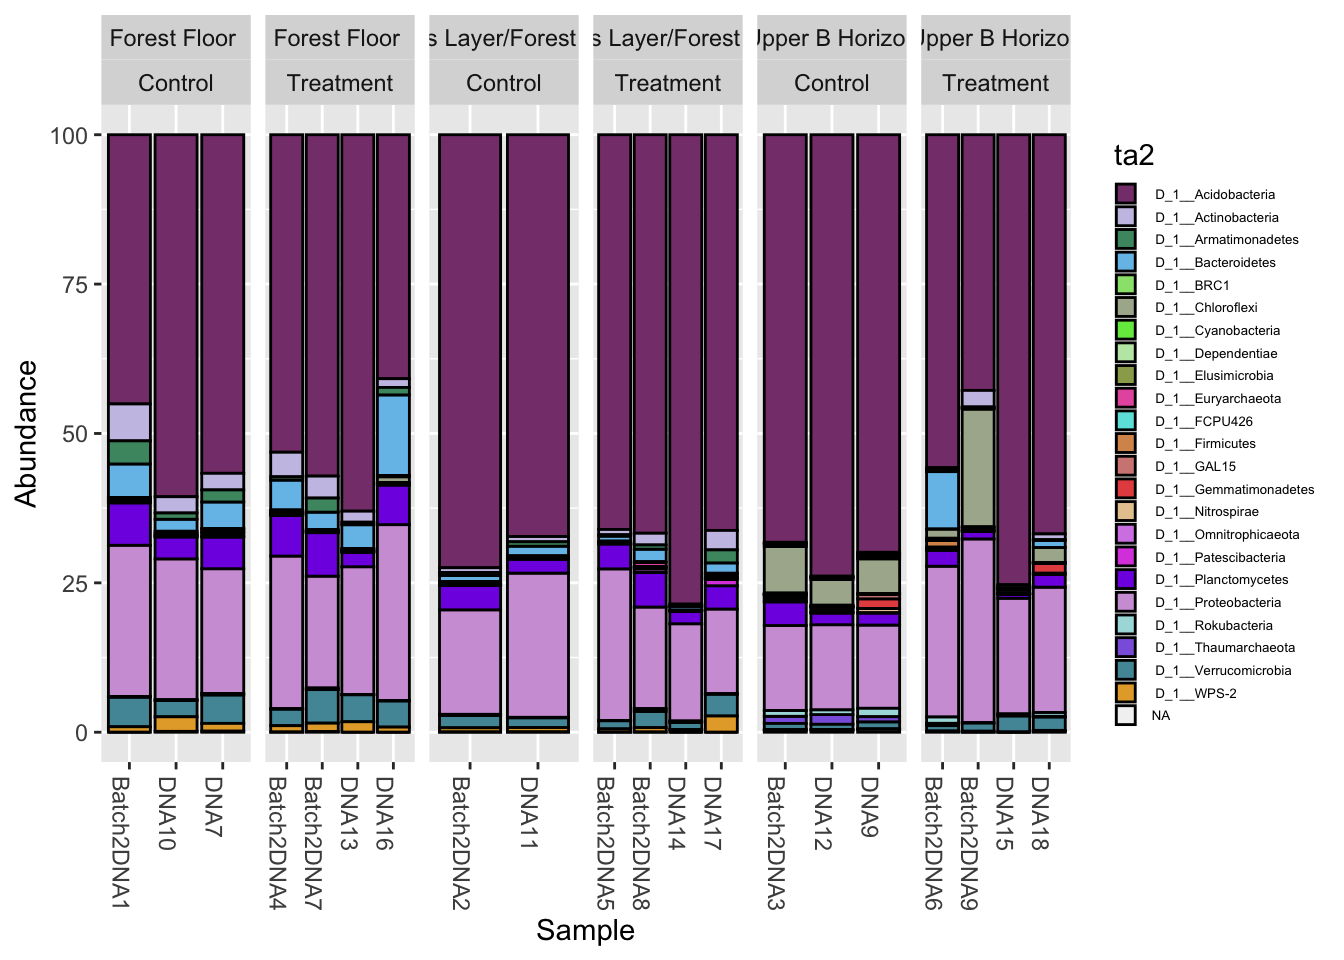 Forest Floor Forest Floor s Layer/Forest s Layer/Forest Upper B Horizo Upper B Horizo
Control Treatment Control Treatment Control Treatment
100
75
50
25
0
Abundance
Batch2DNA1
DNA10
DNA7
Batch2DNA4
Batch2DNA7
DNA13
DNA16
Batch2DNA2
DNA11
Batch2DNA5
Batch2DNA8
DNA14
DNA17
Batch2DNA3
DNA12
DNA9
Batch2DNA6
Batch2DNA9
DNA15
DNA18
Sample
ta2
D_1__Acidobacteria
D_1__Actinobacteria
D_1__Armatimonadetes
D_1__Bacteroidetes
D_1__BRC1
D_1__Chloroflexi
D_1__Cyanobacteria
D_1__Dependentiae
D_1__Elusimicrobia
D_1__Euryarchaeota
D_1__FCPU426
D_1__Firmicutes
D_1__GAL15
D_1__Gemmatimonadetes
D_1__Nitrospirae
D_1__Omnitrophicaeota
D_1__Patescibacteria
D_1__Planctomycetes
D_1__Proteobacteria
D_1__Rokubacteria
D_1__Thaumarchaeota
D_1__Verrucomicrobia
D_1__WPS-2
NA